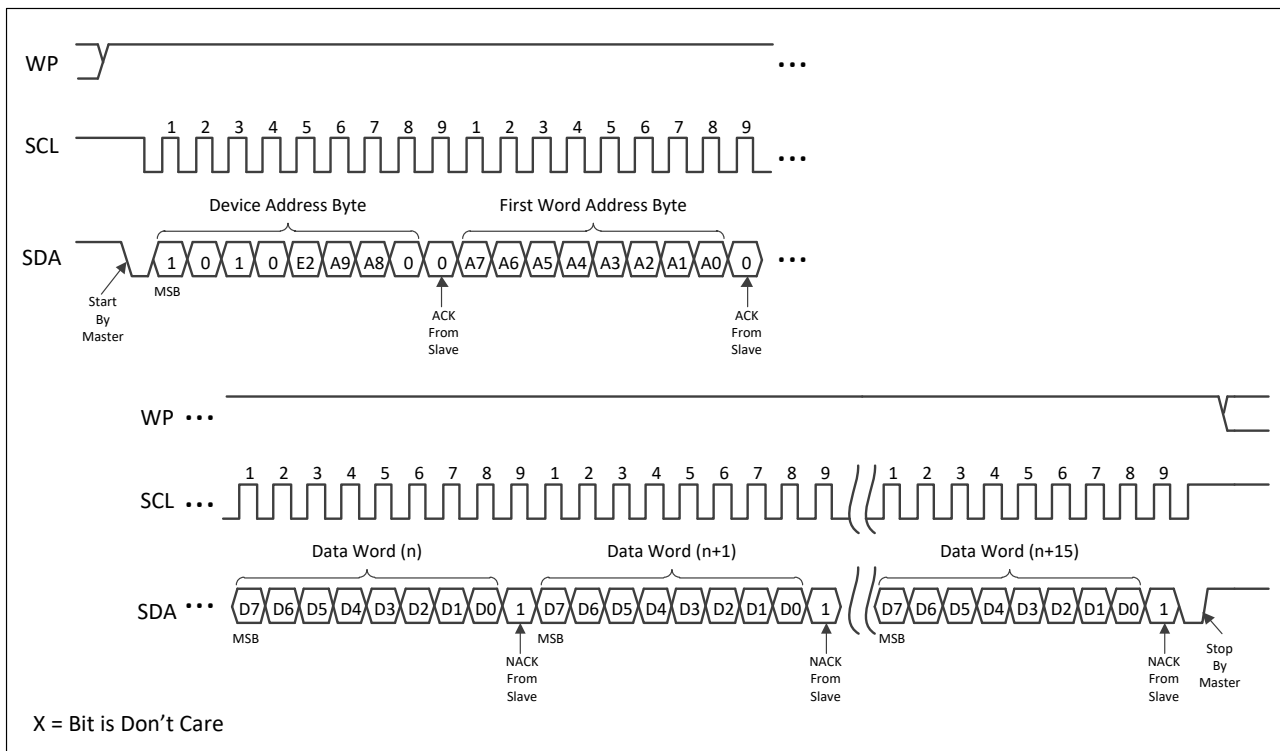 WP
...
1 2 3 4 5 6 7 8 9 1 2 3 4 5 6 7 8 9
SCL
...
Device Address Byte First Word Address Byte
SDA 1 0 1 0 E2 A9 A8 0 0 A7 A6 A5 A4 A3 A2 A1 A0 0 ...
MSB
Start
By
Master
ACK
From
Slave
ACK
From
Slave
WP ...
1 2 3 4 5 6 7 8 9 1 2 3 4 5 6 7 8 9 1 2 3 4 5 6 7 8 9
SCL ...
Data Word (n) Data Word (n+1) Data Word (n+15)
SDA ... D7 D6 D5 D4 D3 D2 D1 D0 1 D7 D6 D5 D4 D3 D2 D1 D0 1 D7 D6 D5 D4 D3 D2 D1 D0 1
MSB MSB MSB
NACK
From
Slave
NACK
From
Slave
NACK
From
Slave
Stop
By
Master
X = Bit is Don’t Care